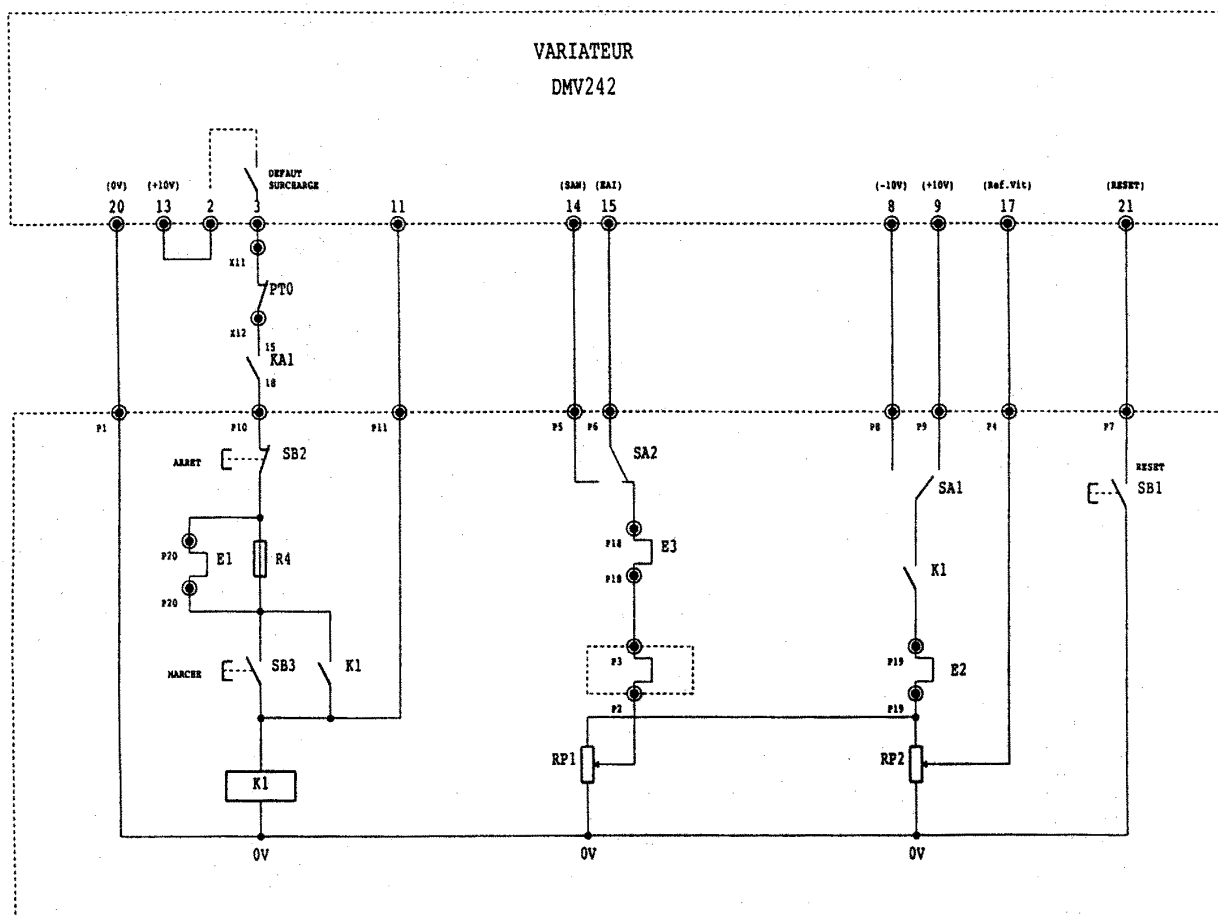 VARIATEUR
DMV242
DEFAUT
SURCHARGE
(0V) (+10V) (SAN) (EAI) (-10V) (+10V) (Ref.Vit) (RESET)
20 13 2 3 11 14 15 8 9 17 21
X11
PTO
X12
15
KA1
18
P1 P10 P11 P5 P6 P8 P9 P4 P7
ARRET SB2 SA2 RESET
SA1 SB1
P20 E1 R4 P18 E3
P20 P18 K1
MARCHE SB3 K1 P3 P19 E2
P2 P19
RP1 RP2
K1
0V 0V 0V